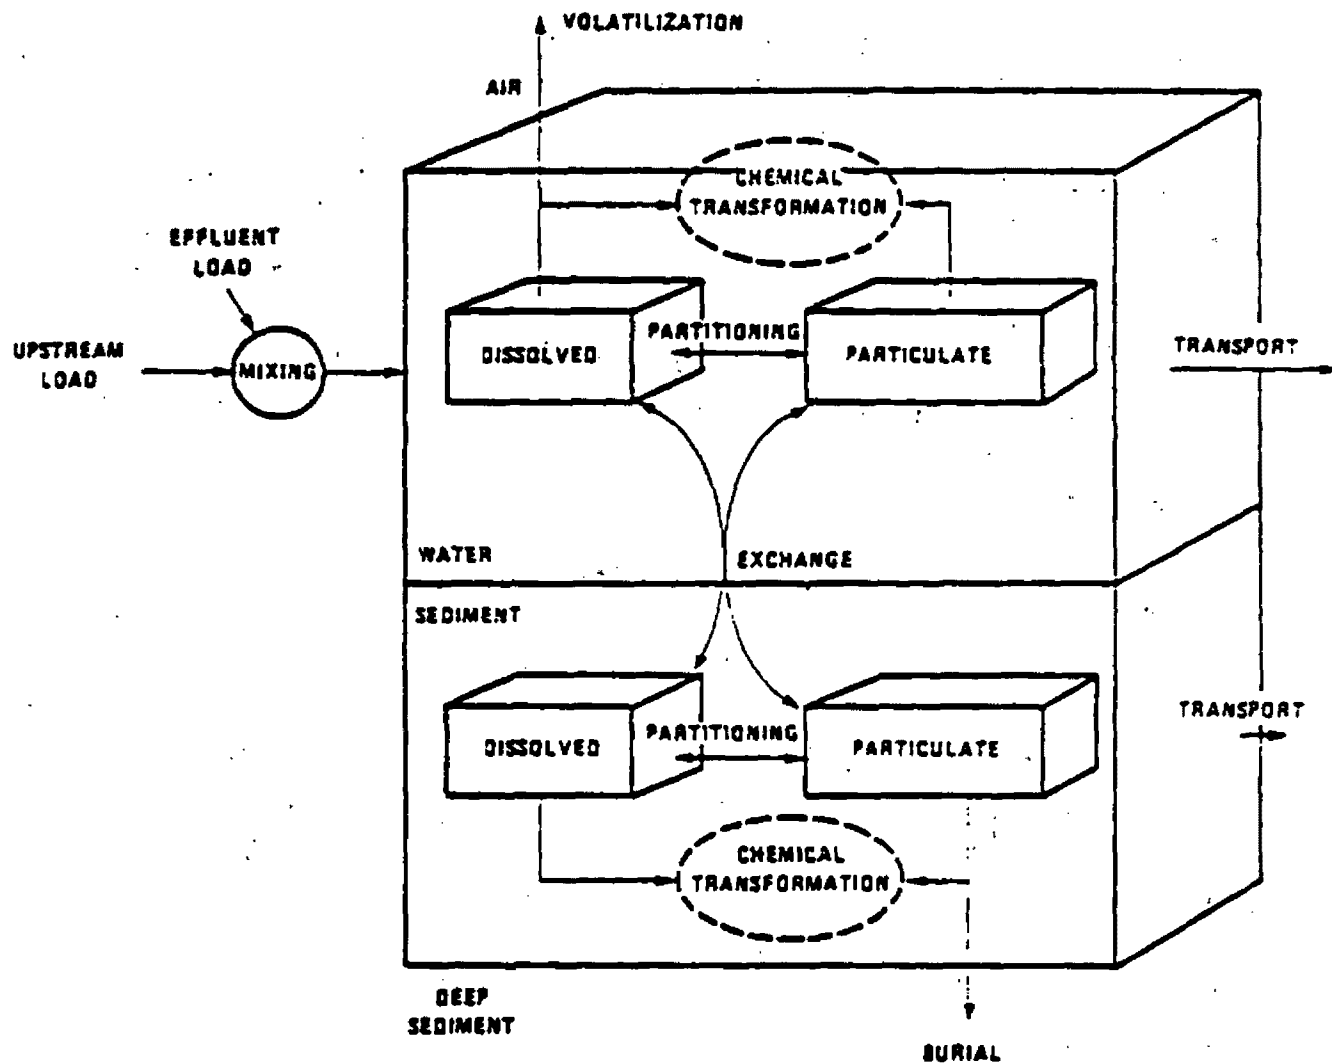 VOLATILIZATION
AIR
CHEMICAL
TRANSFORMATION
EFFLUENT
LOAD
UPSTREAM
LOAD
MIXING
DISSOLVED
PARTITIONING
PARTICULATE
TRANSPORT
WATER
EXCHANGE
SEDIMENT
DISSOLVED
PARTITIONING
PARTICULATE
TRANSPORT
CHEMICAL
TRANSFORMATION
DEEP
SEDIMENT
BURIAL